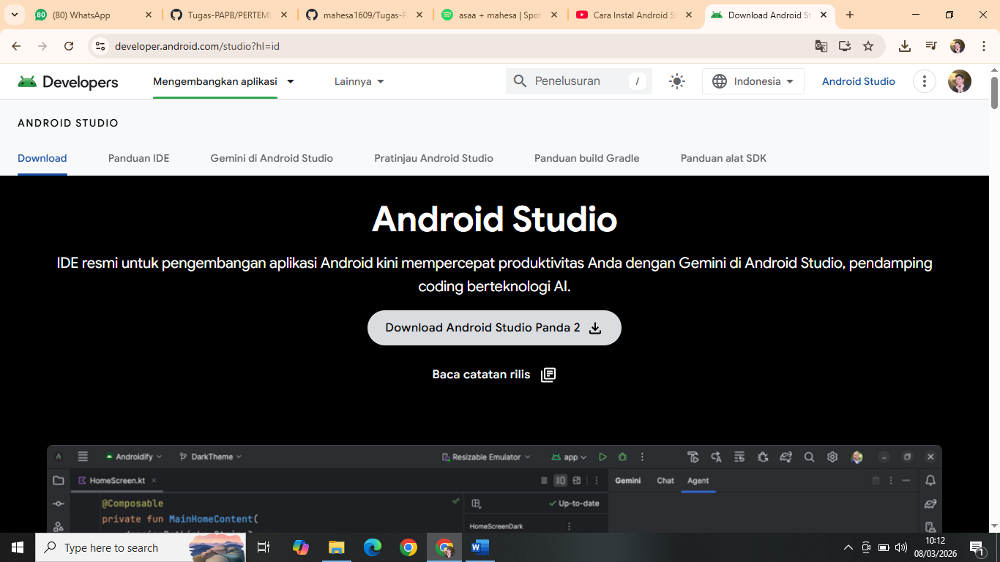 (80) WhatsApp
Tugas-PAPB/PERTEM
mahesa1609/Tugas-P
asaa + mahesa | Spot
Cara Instal Android S
Download Android St
developer.android.com/studio?hl=id
Developers
Mengembangkan aplikasi
Lainnya
Penelusuran
/
Indonesia
Android Studio
ANDROID STUDIO
Download
Panduan IDE
Gemini di Android Studio
Pratinjau Android Studio
Panduan build Gradle
Panduan alat SDK
Android Studio
IDE resmi untuk pengembangan aplikasi Android kini mempercepat produktivitas Anda dengan Gemini di Android Studio, pendamping
coding berteknologi AI.
Download Android Studio Panda 2
Baca catatan rilis
Androidify
DarkTheme
Resizable Emulator
app
HomeScreen.kt
Gemini
Chat
Agent
@Composable
private fun MainHomeContent(
Up-to-date
HomeScreenDark
Type here to search
10:12
08/03/2026
1